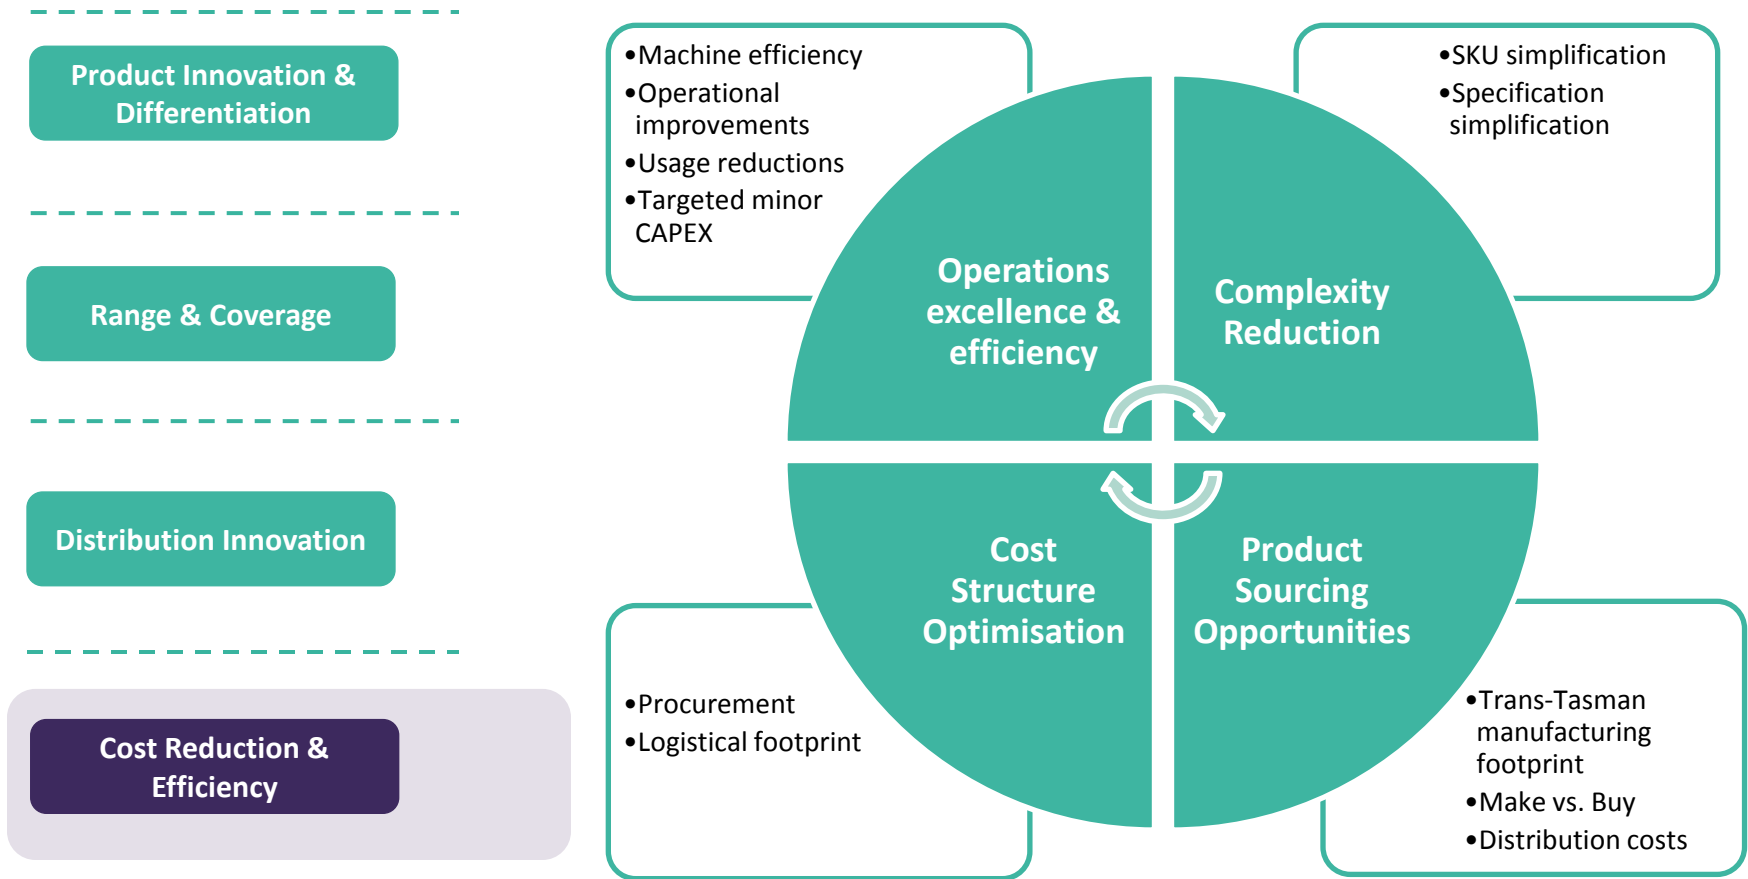 Product Innovation &
Differentiation
Range & Coverage
Distribution Innovation
Cost Reduction &
Efficiency
•Machine efficiency
•Operational
improvements
•Usage reductions
•Targeted minor
CAPEX
•SKU simplification
•Specification
simplification
Operations
excellence &
efficiency
Complexity
Reduction
Cost
Structure
Optimisation
Product
Sourcing
Opportunities
•Procurement
•Logistical footprint
•Trans-Tasman
manufacturing
footprint
•Make vs. Buy
•Distribution costs